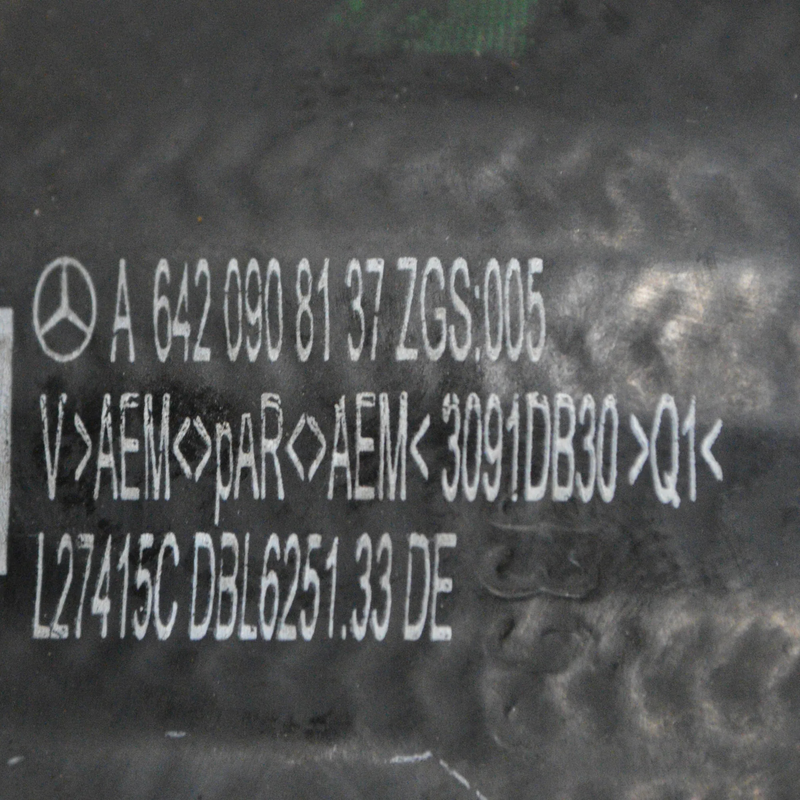 A 642 090 81 37 ZGS:005
V>AEM<>pAR<>AEM< 3091DB30 >Q1<
L27415C DBL6251.33 DE